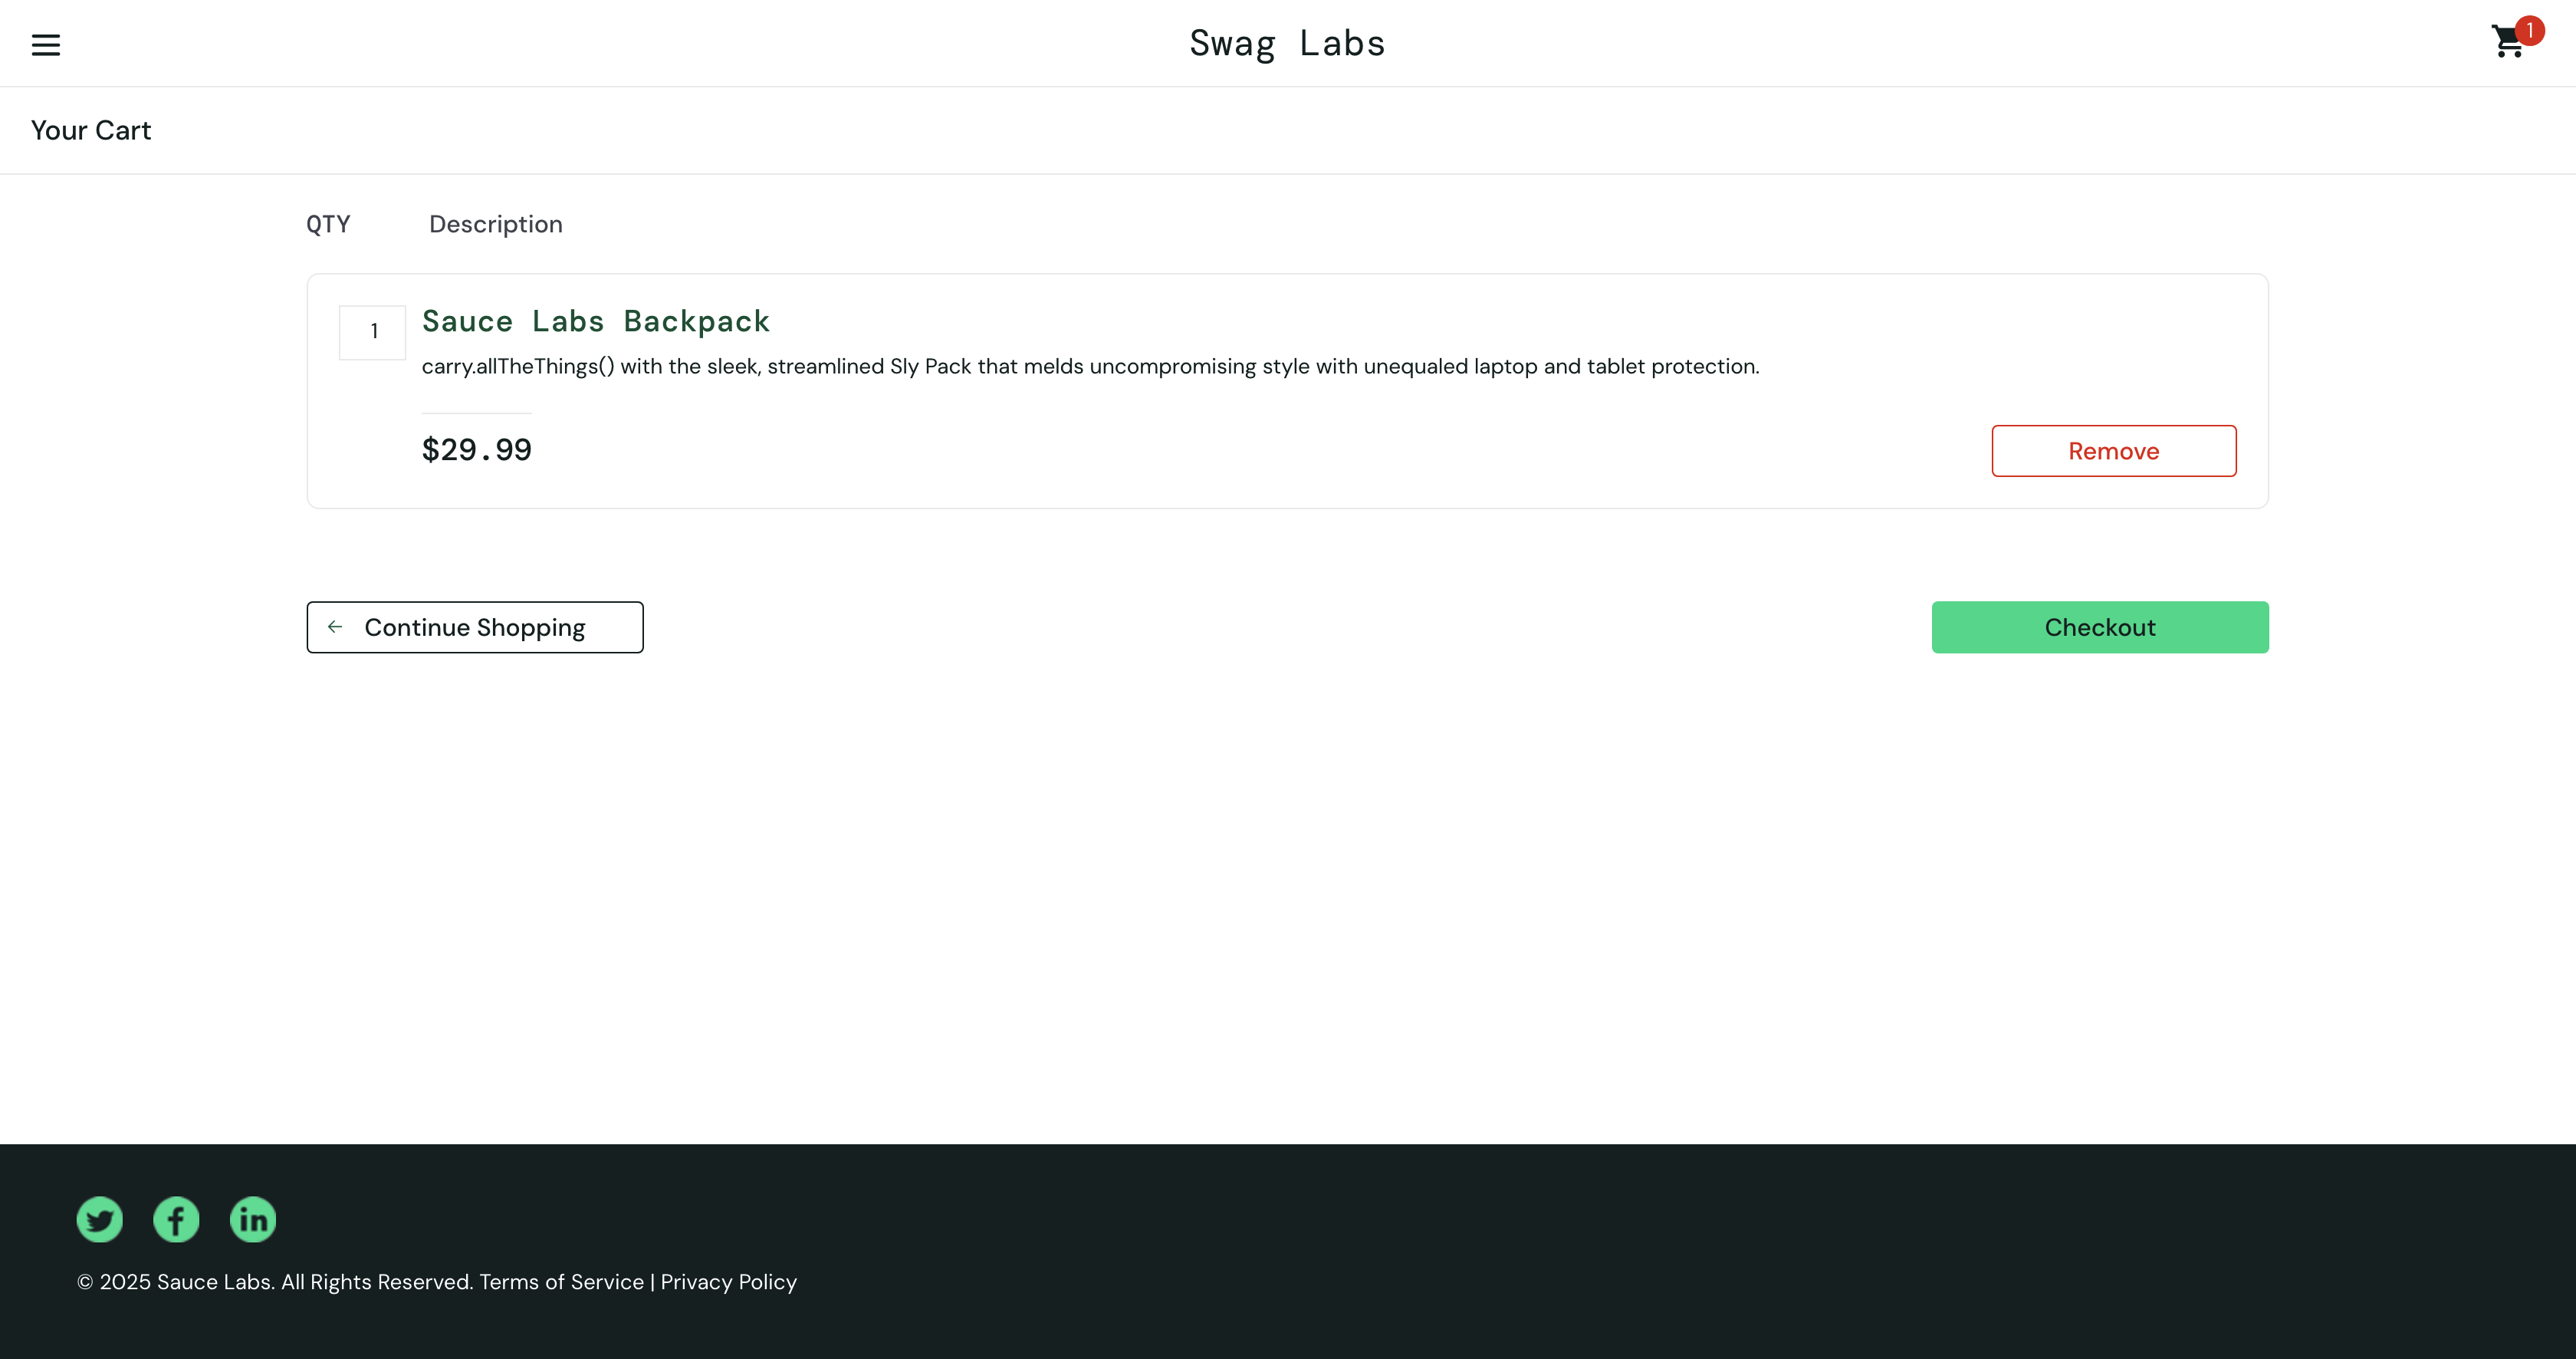 Swag Labs
1
Your Cart
QTY Description
1 Sauce Labs Backpack
carry.allTheThings() with the sleek, streamlined Sly Pack that melds uncompromising style with unequaled laptop and tablet protection.
$29.99 Remove
Continue Shopping Checkout
© 2025 Sauce Labs. All Rights Reserved. Terms of Service | Privacy Policy